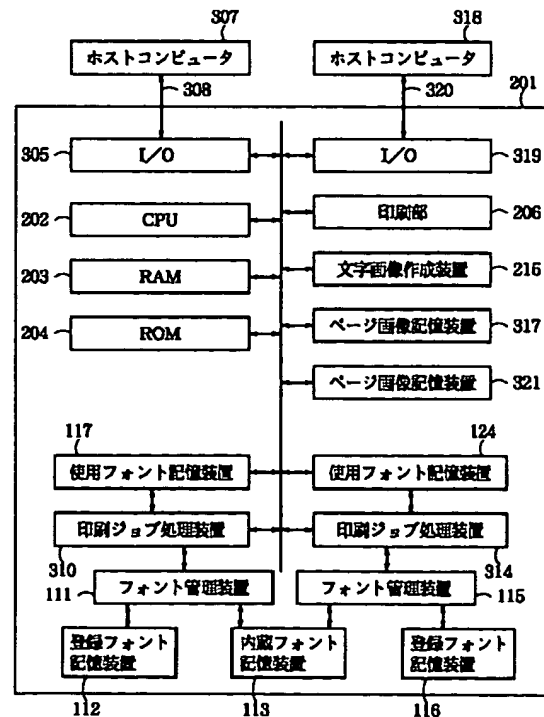 307
318
ホストコンピュータ
ホストコンピュータ
308
320
201
305
I/O
I/O
319
202
CPU
印刷部
206
203
RAM
文字画像作成装置
215
204
ROM
ページ画像記憶装置
317
ページ画像記憶装置
321
117
124
使用フォント記憶装置
使用フォント記憶装置
印刷ジョブ処理装置
印刷ジョブ処理装置
310
314
111
フォント管理装置
フォント管理装置
115
登録フォント
記憶装置
内蔵フォント
記憶装置
登録フォント
記憶装置
112
113
116